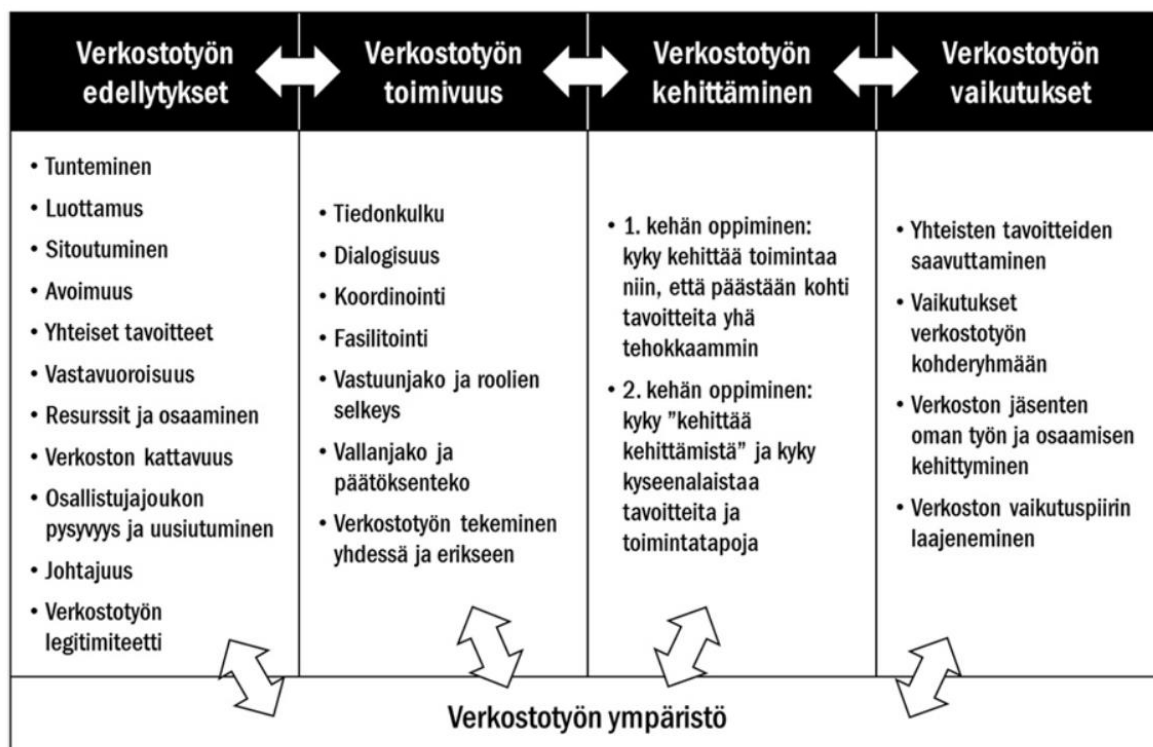 Verkostotyön
edellytykset
Verkostotyön
toimivuus
Verkostotyön
kehittäminen
Verkostotyön
vaikutukset
• Tunteminen
• Luottamus
• Sitoutuminen
• Avoimuus
• Yhteiset tavoitteet
• Vastavuoroisuus
• Resurssit ja osaaminen
• Verkoston kattavuus
• Osallistujajoukon
pysyvyys ja uusiutuminen
• Johtajuus
• Verkostotyön
legitimiteetti
• Tiedonkulku
• Dialogisuus
• Koordinointi
• Fasilitointi
• Vastuunjako ja roolien
selkeys
• Vallanjako ja
päätöksenteko
• Verkostotyön tekeminen
yhdessä ja erikseen
• 1. kehän oppiminen:
kyky kehittää toimintaa
niin, että päästään kohti
tavoitteita yhä
tehokkaammin
• 2. kehän oppiminen:
kyky ”kehittää
kehittämistä” ja kyky
kyseenalaistaa
tavoitteita ja
toimintatapoja
• Yhteisten tavoitteiden
saavuttaminen
• Vaikutukset
verkostotyön
kohderyhmään
• Verkoston jäsenten
oman työn ja osaamisen
kehittyminen
• Verkoston vaikutuspiirin
laajeneminen
Verkostotyön ympäristö